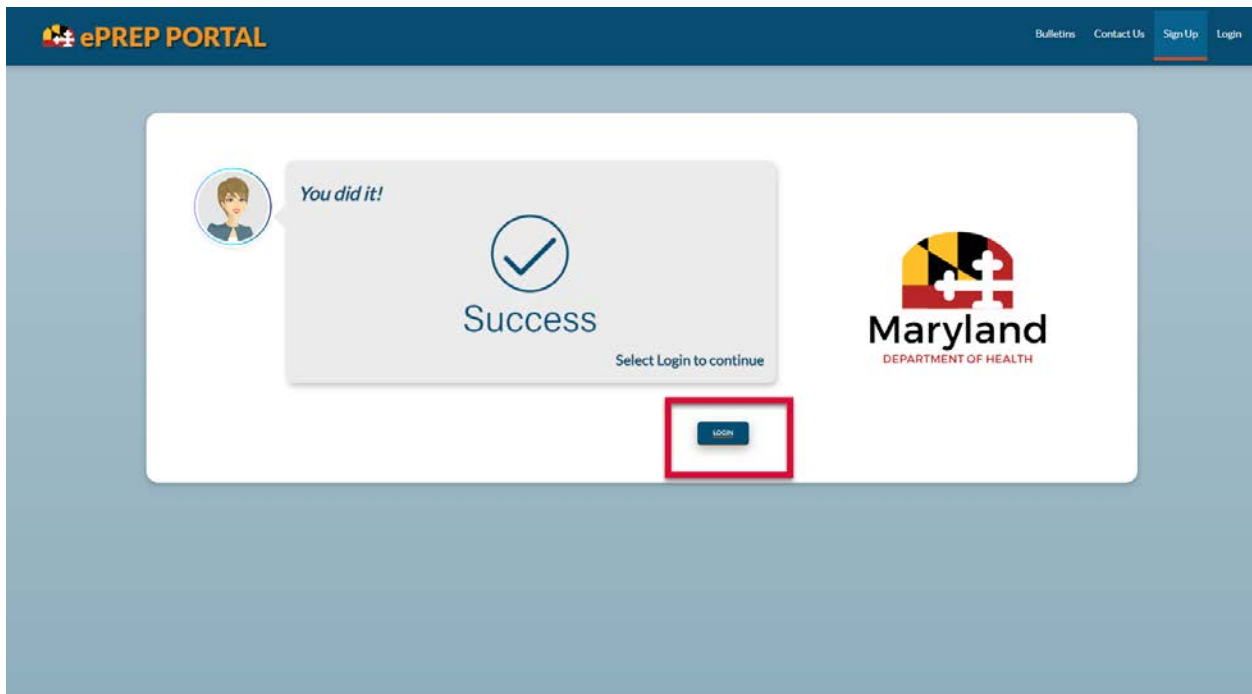 ePREP PORTAL
Bulletins Contact Us Sign Up Login
You did it!
Success
Select Login to continue
LOGIN
Maryland
DEPARTMENT OF HEALTH